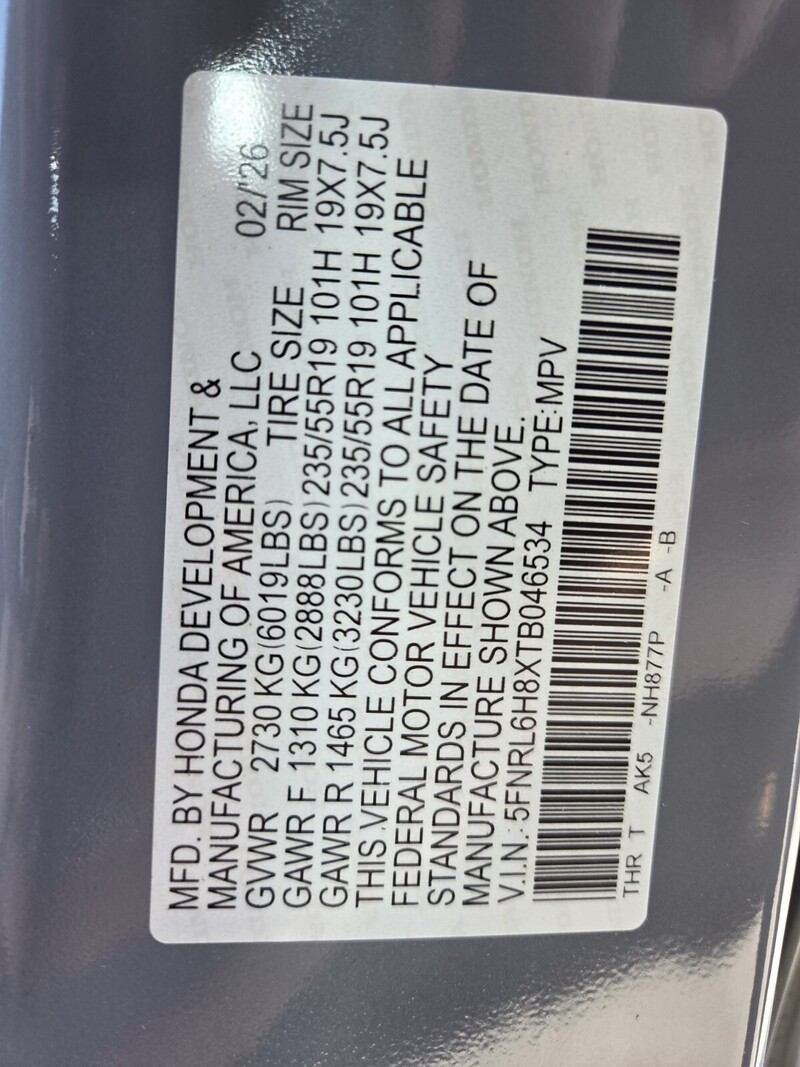 MFD. BY HONDA DEVELOPMENT &
MANUFACTURING OF AMERICA, LLC 02/'26
GVWR 2730 KG(6019LBS) TIRE SIZE RIM SIZE
GAWR F 1310 KG(2888LBS)235/55R19 101H 19X7.5J
GAWR R 1465 KG(3230LBS)235/55R19 101H 19X7.5J
THIS VEHICLE CONFORMS TO ALL APPLICABLE
FEDERAL MOTOR VEHICLE SAFETY
STANDARDS IN EFFECT ON THE DATE OF
MANUFACTURE SHOWN ABOVE.
V.I.N.:5FNRL6H8XTB046534 TYPE:MPV
THR T AK5 -NH877P -A -B